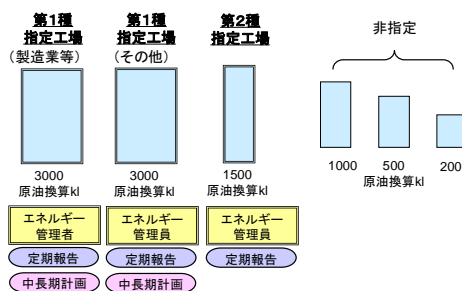 第1種
指定工場
（製造業等）
第1種
指定工場
（その他）
第2種
指定工場
非指定
3000
原油換算kl
3000
原油換算kl
1500
原油換算kl
1000
500
200
原油換算kl
エネルギー
管理者
エネルギー
管理員
エネルギー
管理員
定期報告
定期報告
定期報告
中長期計画
中長期計画